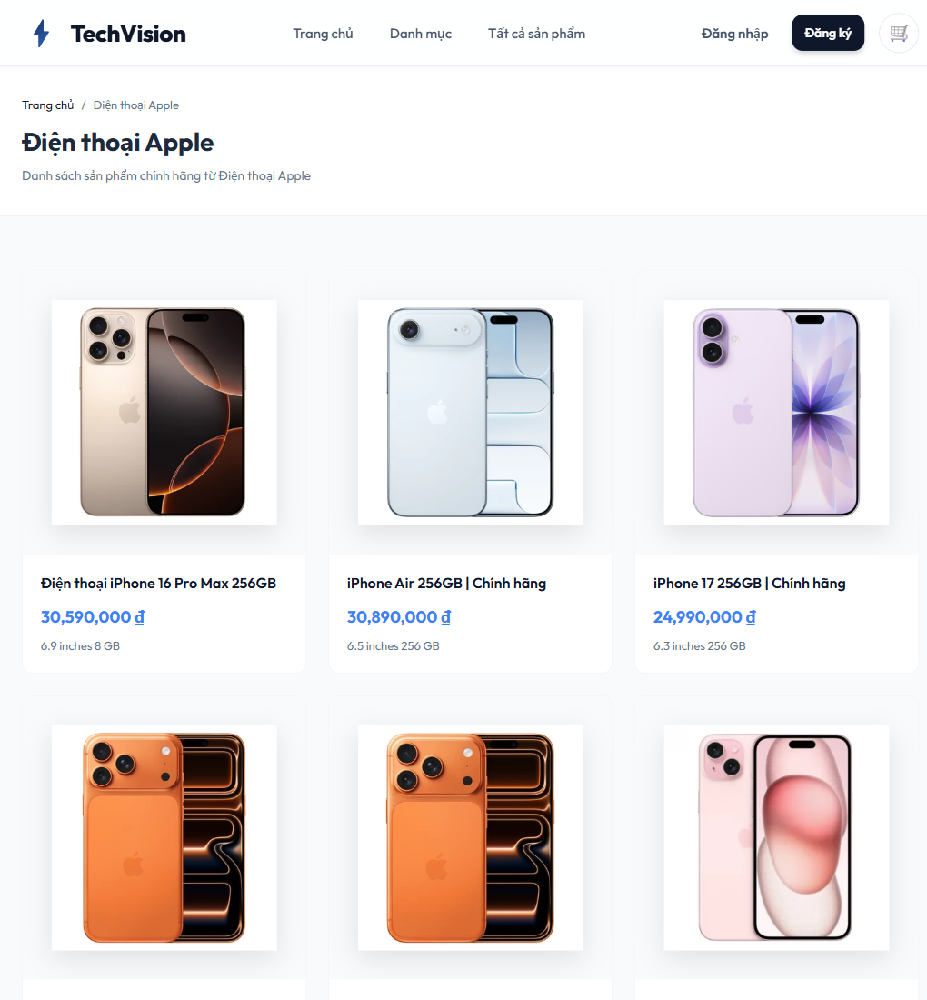 TechVision
Trang chủ
Danh mục
Tất cả sản phẩm
Đăng nhập
Đăng ký
Trang chủ / Điện thoại Apple
Điện thoại Apple
Danh sách sản phẩm chính hãng từ Điện thoại Apple
Điện thoại iPhone 16 Pro Max 256GB
30,590,000 ₫
6.9 inches 8 GB
iPhone Air 256GB | Chính hãng
30,890,000 ₫
6.5 inches 256 GB
iPhone 17 256GB | Chính hãng
24,990,000 ₫
6.3 inches 256 GB